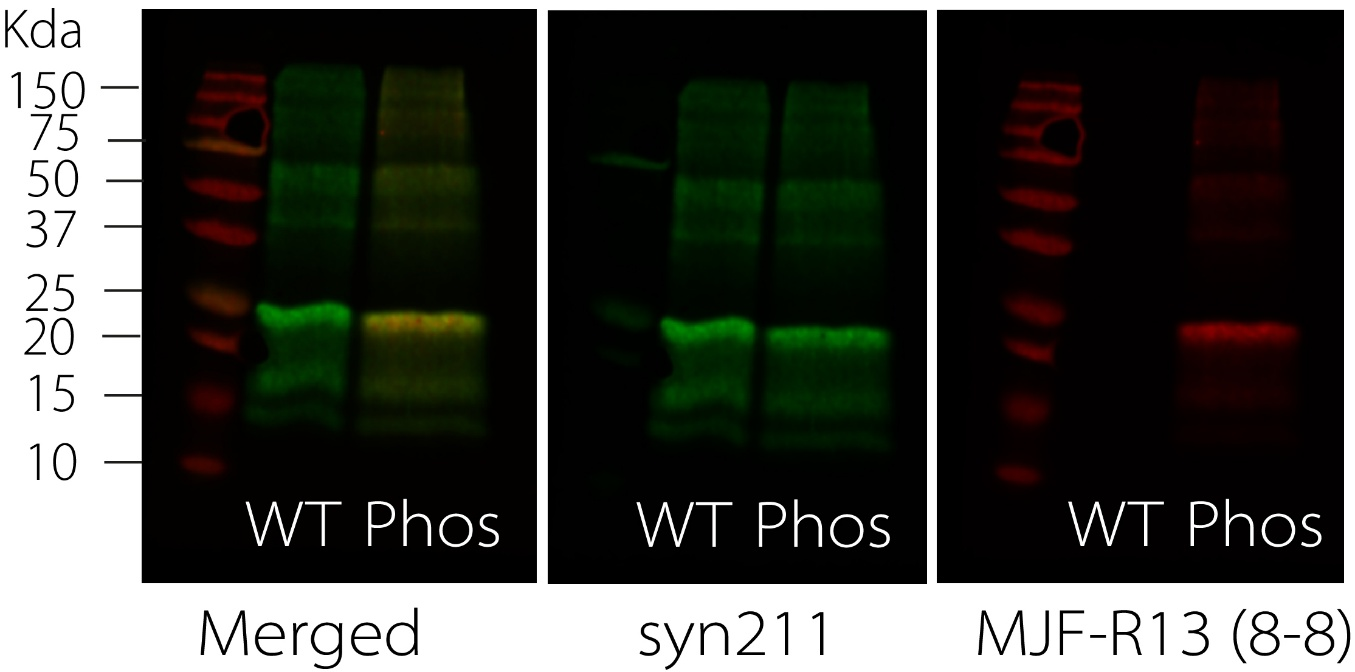 Kda
150
75
50
37
25
20
15
10
WT Phos
WT Phos
WT Phos
Merged
syn211
MJF-R13 (8-8)